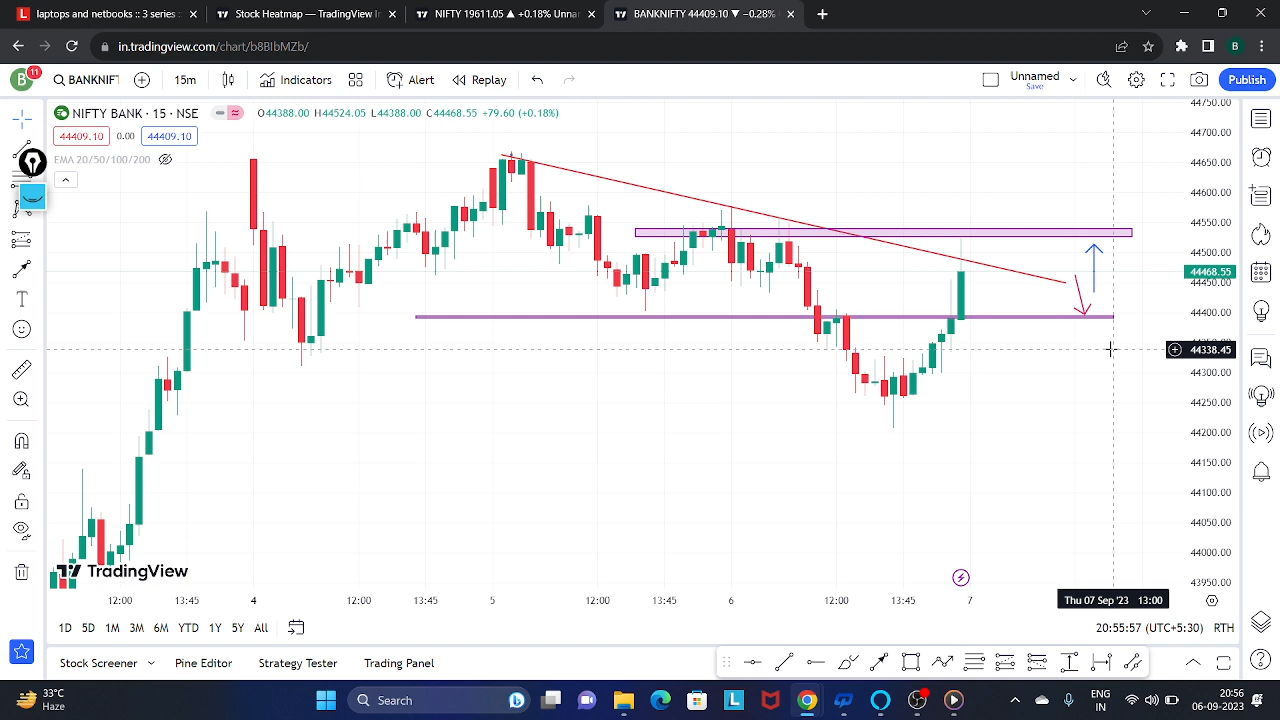 laptops and netbooks :: 3 series ::
Stock Heatmap — TradingView I
NIFTY 19611.05 ▲ +0.18% Unna
BANKNIFTY 44409.10 ▼ −0.28%
in.tradingview.com/chart/b8BIbMZb/
B
B
11
BANKNIFT
15m
Indicators
Alert
Replay
Unnamed
Save
Publish
NIFTY BANK · 15 · NSE
O44388.00 H44524.05 L44388.00 C44468.55 +79.60 (+0.18%)
44409.10 0.00 44409.10
EMA 20/50/100/200
44750.00
44700.00
44650.00
44600.00
44550.00
44500.00
44468.55
44450.00
44400.00
44338.45
44300.00
44250.00
44200.00
44150.00
44100.00
44050.00
44000.00
43950.00
TradingView
12:00 13:45 4 12:00 13:45 5 12:00 13:45 6 12:00 13:45 7 Thu 07 Sep '23 13:00
1D 5D 1M 3M 6M YTD 1Y 5Y All
20:55:57 (UTC+5:30) RTH
Stock Screener Pine Editor Strategy Tester Trading Panel
33°C
Haze
Search
ENG
IN
20:56
06-09-2023